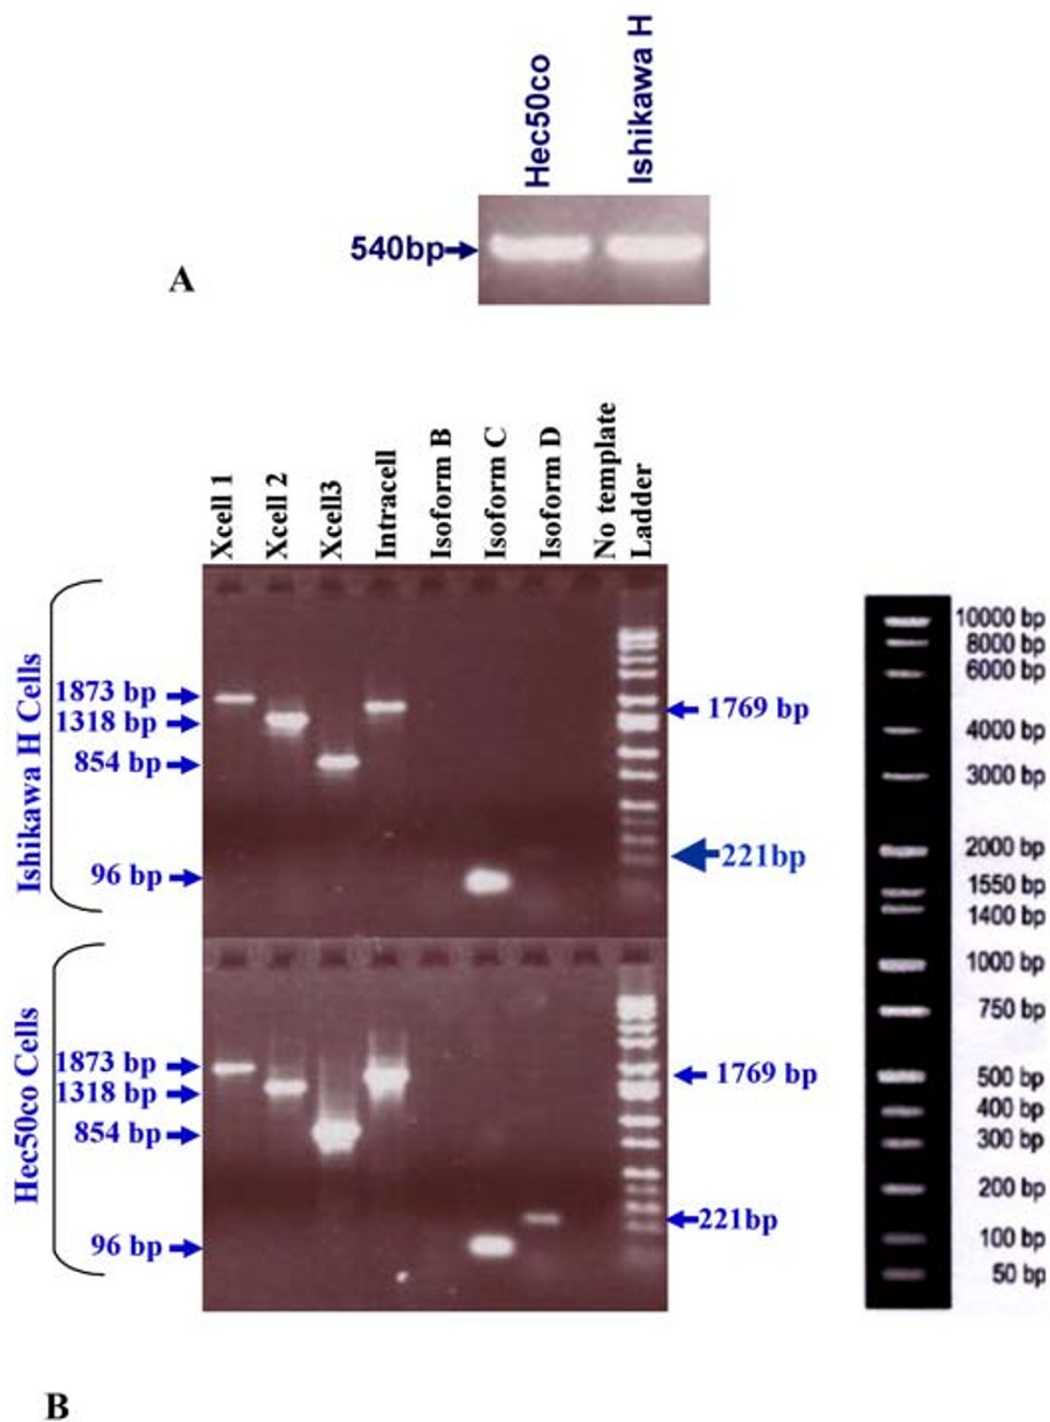 Hec50co
Ishikawa H
540bp
A
Xcell 1
Xcell 2
Xcell3
Intracell
Isoform B
Isoform C
Isoform D
No template
Ladder
Ishikawa H Cells
1873 bp
1318 bp
854 bp
96 bp
1769 bp
221bp
Hec50co Cells
1873 bp
1318 bp
854 bp
96 bp
1769 bp
221bp
10000 bp
8000 bp
6000 bp
4000 bp
3000 bp
2000 bp
1550 bp
1400 bp
1000 bp
750 bp
500 bp
400 bp
300 bp
200 bp
100 bp
50 bp
B